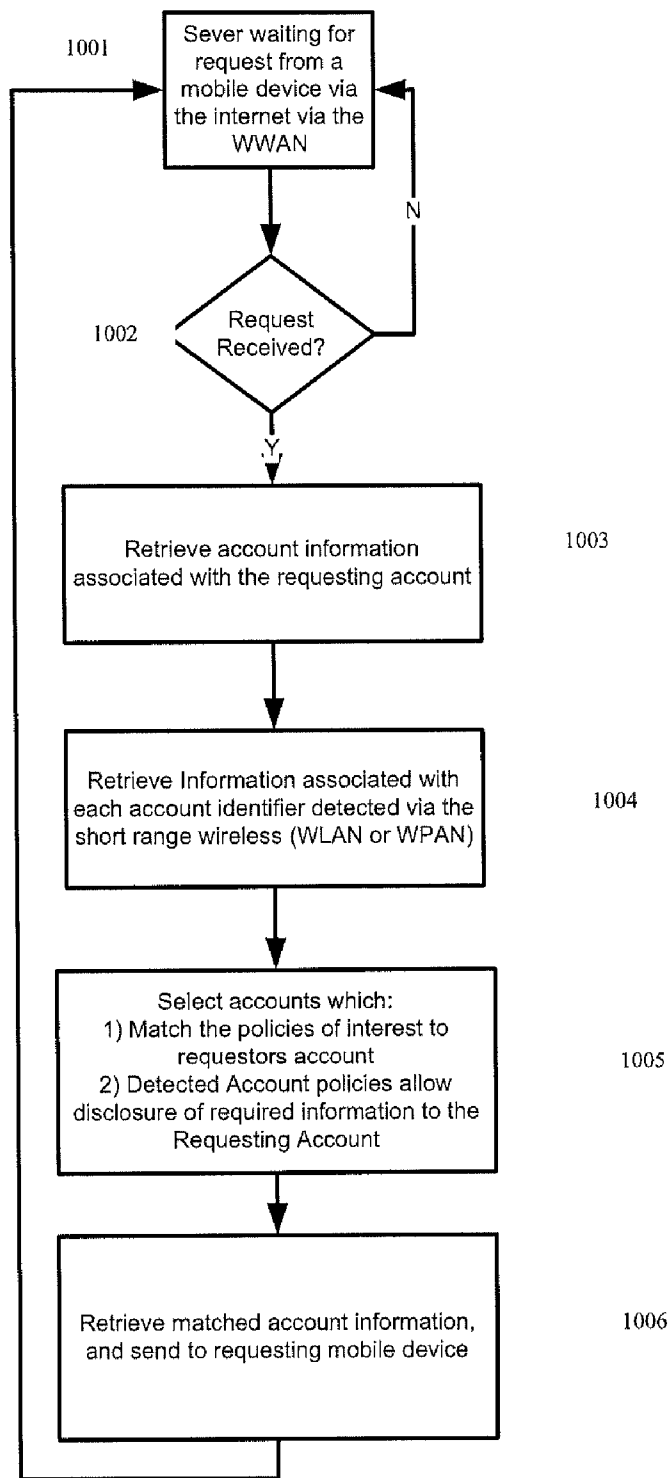 1001
Sever waiting for
request from a
mobile device via
the internet via the
WWAN
N
1002
Request
Received?
Y
1003
Retrieve account information
associated with the requesting account
1004
Retrieve Information associated with
each account identifier detected via the
short range wireless (WLAN or WPAN)
1005
Select accounts which:
1) Match the policies of interest to
requestors account
2) Detected Account policies allow
disclosure of required information to the
Requesting Account
1006
Retrieve matched account information,
and send to requesting mobile device